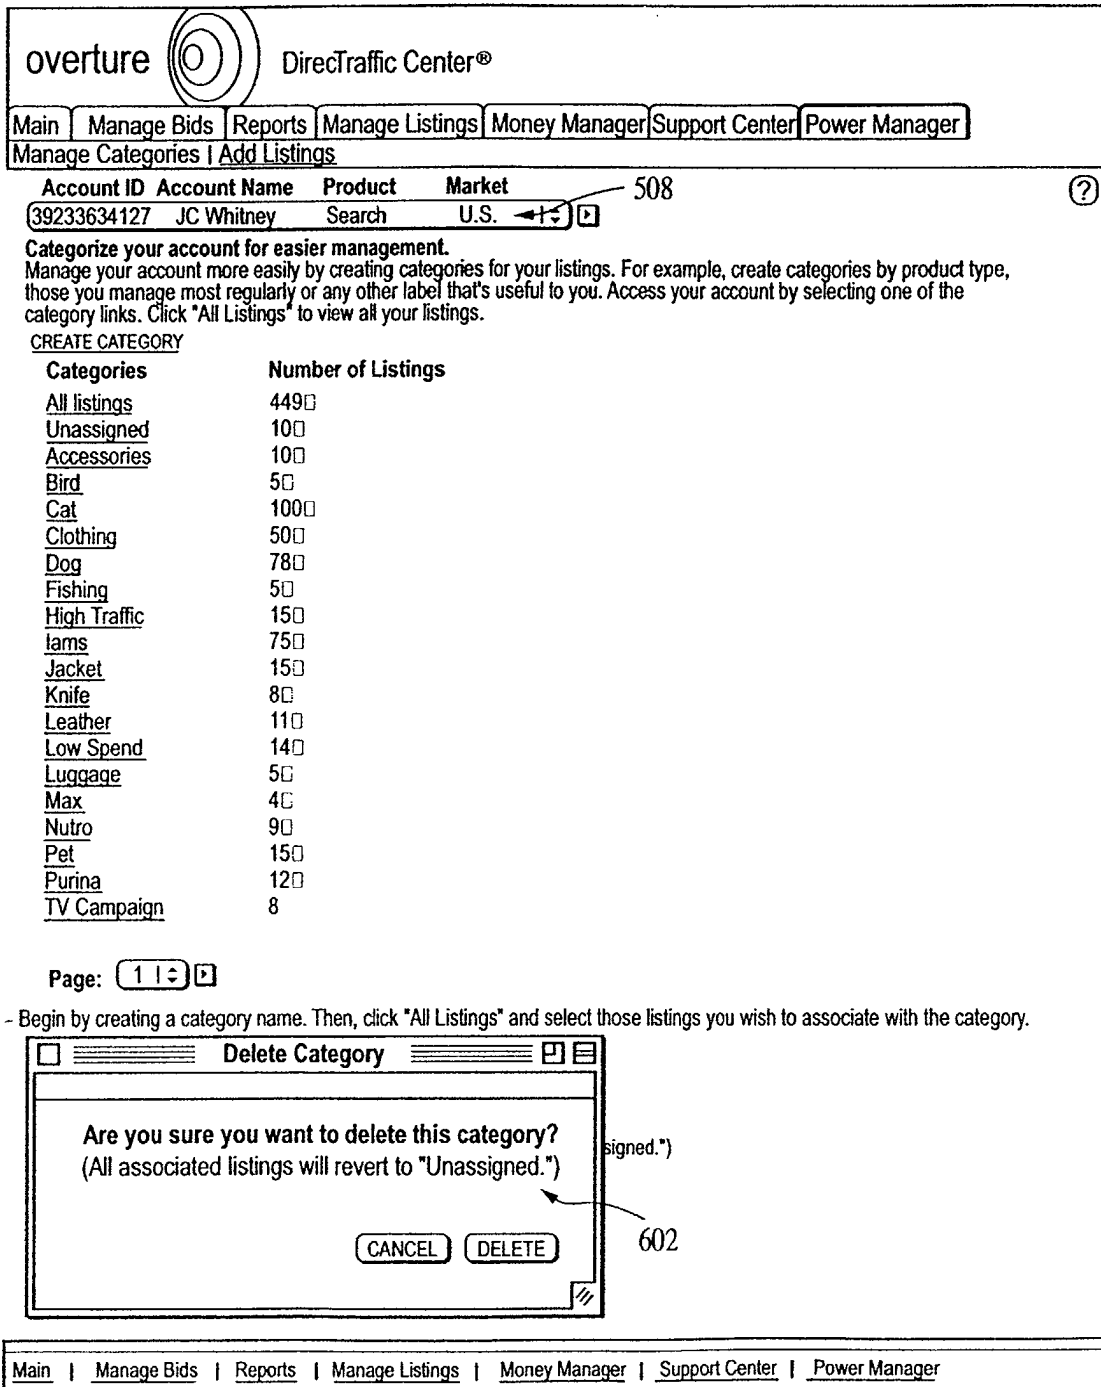 overture DirecTraffic Center®
Main Manage Bids Reports Manage Listings Money Manager Support Center Power Manager
Manage Categories | Add Listings
Account ID Account Name Product Market 508 ?
39233634127 JC Whitney Search U.S.
Categorize your account for easier management.
Manage your account more easily by creating categories for your listings. For example, create categories by product type,
those you manage most regularly or any other label that's useful to you. Access your account by selecting one of the
category links. Click "All Listings" to view all your listings.
CREATE CATEGORY
Categories Number of Listings
All listings 449
Unassigned 10
Accessories 10
Bird 5
Cat 100
Clothing 50
Dog 78
Fishing 5
High Traffic 15
Iams 75
Jacket 15
Knife 8
Leather 11
Low Spend 14
Luggage 5
Max 4
Nutro 9
Pet 15
Purina 12
TV Campaign 8
Page: 1
- Begin by creating a category name. Then, click "All Listings" and select those listings you wish to associate with the category.
Delete Category
Are you sure you want to delete this category?
(All associated listings will revert to "Unassigned.") signed.")
CANCEL DELETE 602
Main | Manage Bids | Reports | Manage Listings | Money Manager | Support Center | Power Manager